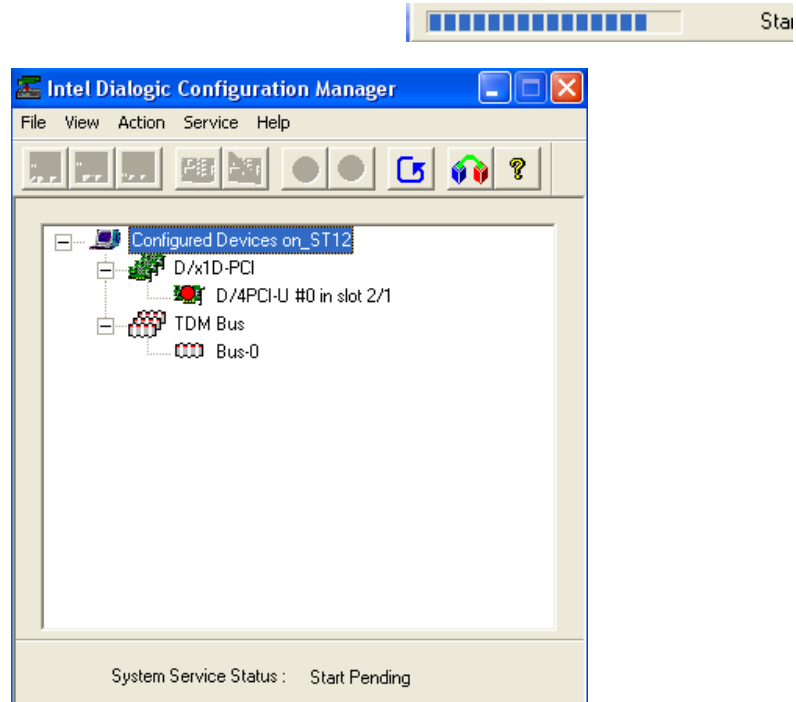 Star
Intel Dialogic Configuration Manager
File View Action Service Help
Configured Devices on_ST12
D/x1D-PCI
D/4PCI-U #0 in slot 2/1
TDM Bus
Bus-0
System Service Status : Start Pending